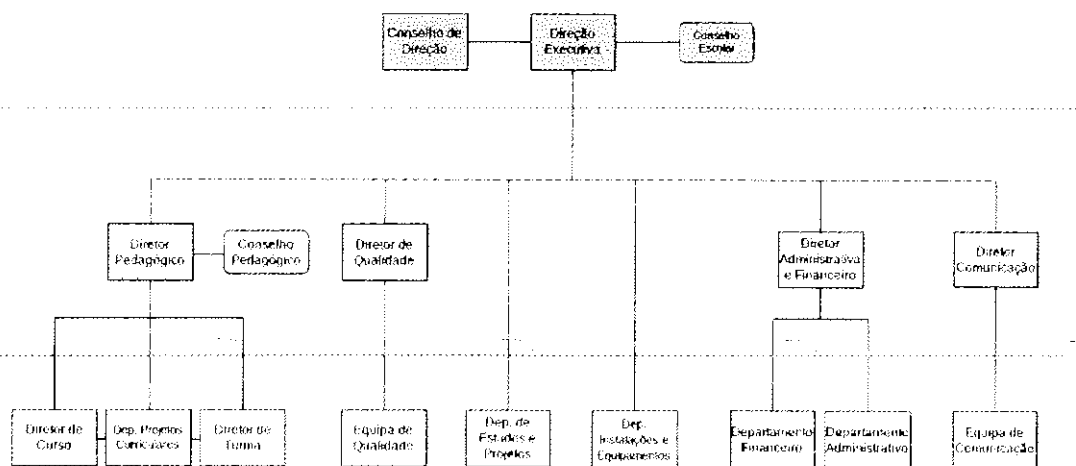 Conselho de
Direção
Direção
Executiva
Conselho
Escolar
Diretor
Pedagógico
Conselho
Pedagógico
Diretor de
Qualidade
Diretor
Administrativa
e Financeiro
Diretor
Comunicação
Diretor de
Curso
Dep. Projetos
Curriculares
Diretor de
Turma
Equipa de
Qualidade
Dep. de
Estudos e
Projetos
Dep.
Instalações e
Equipamentos
Departamento
Financeiro
Departamento
Administrativo
Equipa de
Comunicação